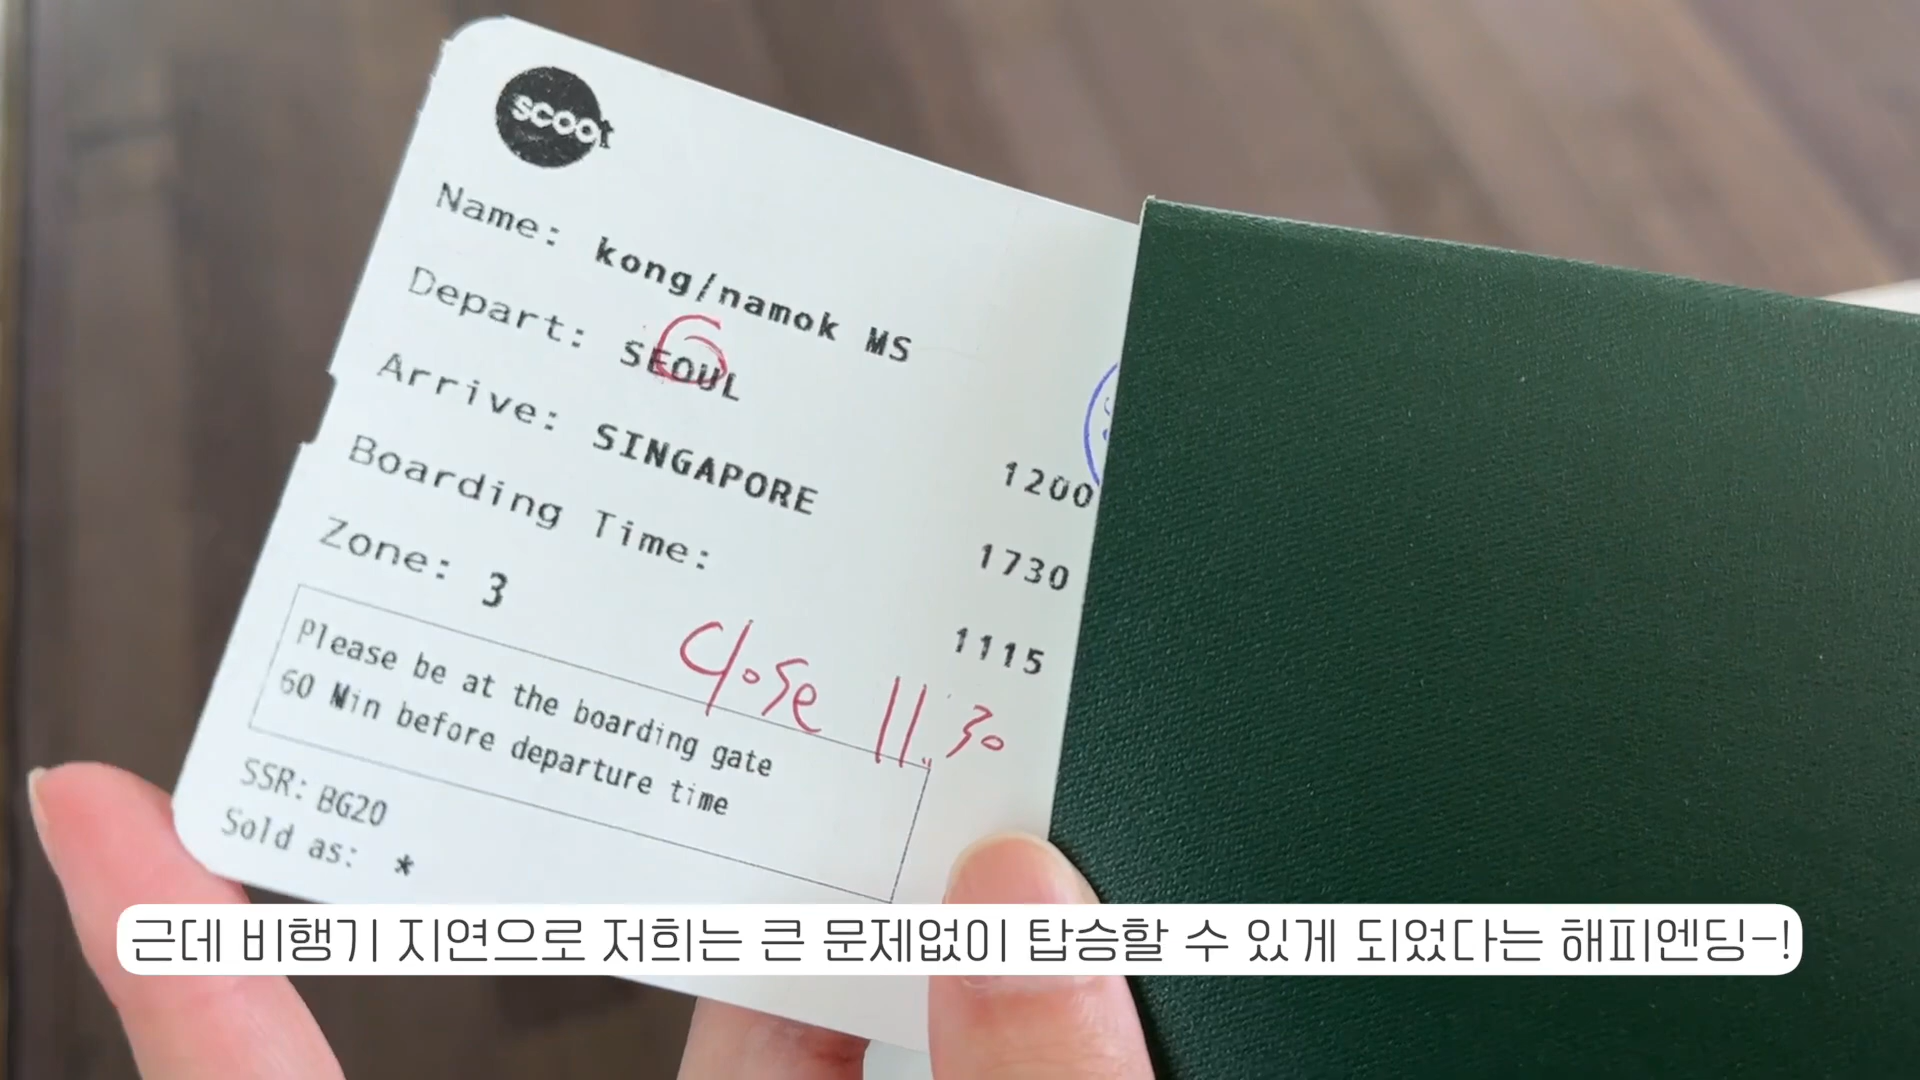 scoot
Name: kong/namok MS
Depart: SEOUL 1200
Arrive: SINGAPORE 1730
Boarding Time: 1115
Zone: 3
close 11.30
Please be at the boarding gate
60 Min before departure time
SSR: BG20
Sold as: *
근데 비행기 지연으로 저희는 큰 문제없이 탑승할 수 있게 되었다는 해피엔딩-!